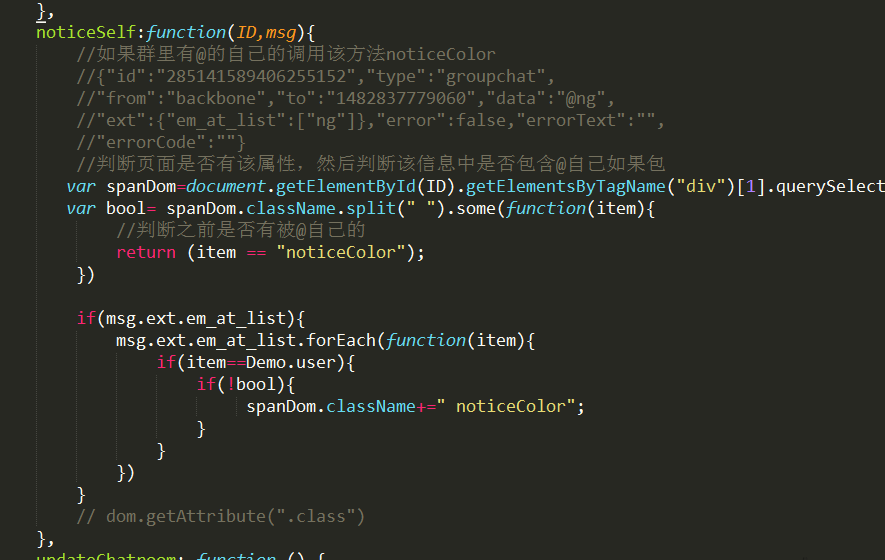 },
noticeSelf:function(ID,msg){
//如果群里有@的自己的调用该方法noticeColor
//{"id":"285141589406255152","type":"groupchat",
//"from":"backbone","to":"1482837779060","data":"@ng",
//"ext":{"em_at_list":["ng"]},"error":false,"errorText":"",
//"errorCode":""}
//判断页面是否有该属性，然后判断该信息中是否包含@自己如果包
var spanDom=document.getElementById(ID).getElementsByTagName("div")[1].querySelect
var bool= spanDom.className.split(" ").some(function(item){
//判断之前是否有被@自己的
return (item == "noticeColor");
})
if(msg.ext.em_at_list){
msg.ext.em_at_list.forEach(function(item){
if(item==Demo.user){
if(!bool){
spanDom.className+=" noticeColor";
}
}
})
}
// dom.getAttribute(".class")
},
updateChatroom: function () {